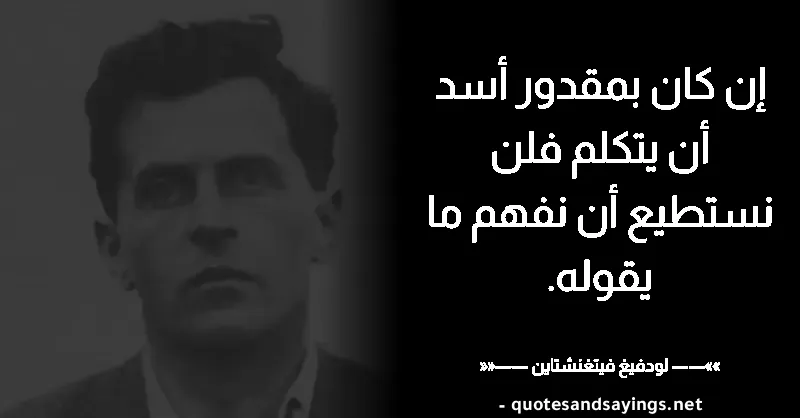 إن كان بمقدور أسد
أن يتكلم فلن
نستطيع أن نفهم ما
يقوله.
»»—— لودفيغ فيتغنشتاين ——««
- quotesandsayings.net